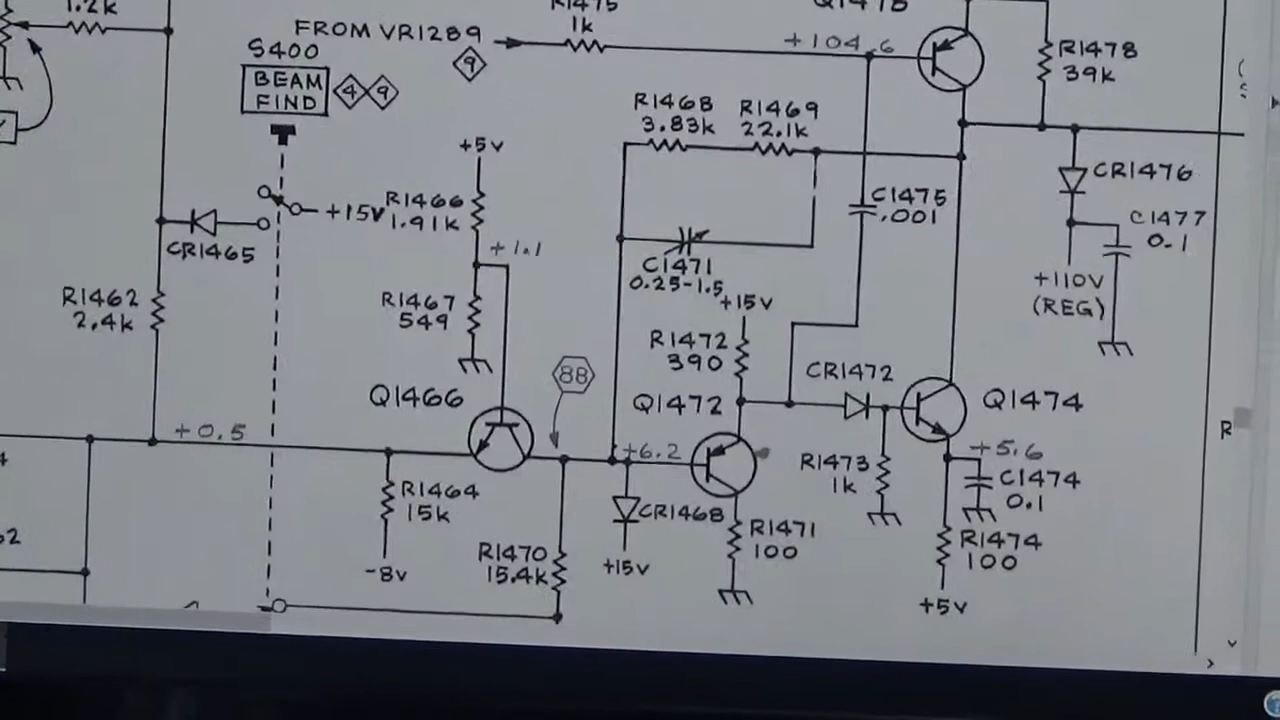 1.2k
R1475
1k
FROM VR1289
9
S400
BEAM
FIND
4
9
+104.6
R1478
39k
R1468
3.83k
R1469
22.1k
+5v
R1466
1.91k
+15v
CR1465
+1.1
C1475
.001
CR1476
C1477
0.1
+110V
(REG)
C1471
0.25-1.5
+15v
R1462
2.4k
R1467
549
R1472
390
CR1472
Q1466
88
Q1472
Q1474
+0.5
+6.2
+5.6
R1473
1k
C1474
0.1
R1464
15k
CR1468
R1471
100
R1474
100
R1470
15.4k
-8v
+15v
+5v
R